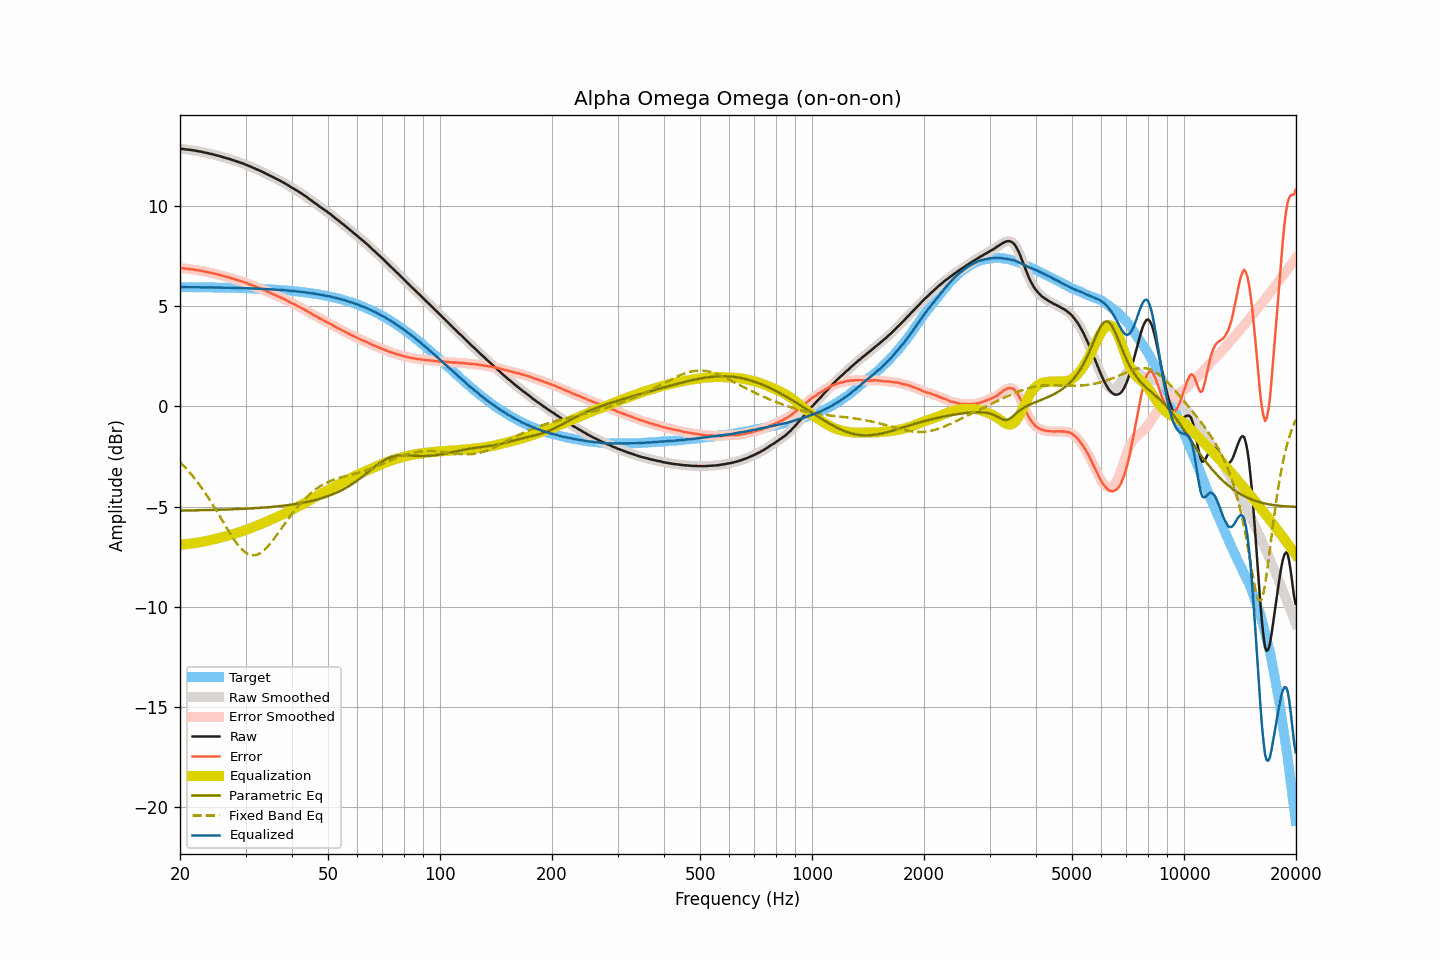 Alpha Omega Omega (on-on-on)
Amplitude (dBr)
10
5
0
−5
−10
−15
−20
Target
Raw Smoothed
Error Smoothed
Raw
Error
Equalization
Parametric Eq
Fixed Band Eq
Equalized
20 50 100 200 500 1000 2000 5000 10000 20000
Frequency (Hz)